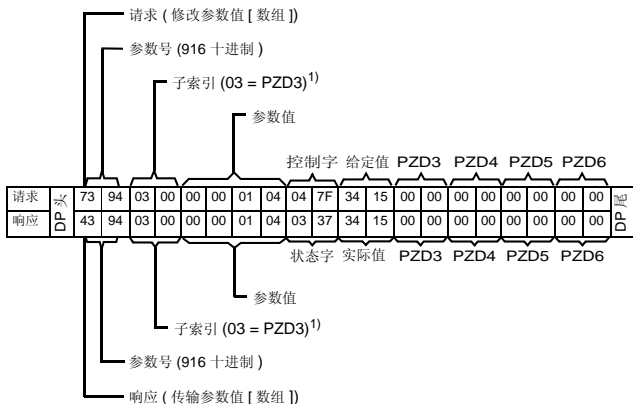 请求 ( 修改参数值 [ 数组 ])
参数号 (916 十进制 )
子索引 (03 = PZD3)1)
参数值
控制字 给定值 PZD3 PZD4 PZD5 PZD6
请求 DP 头 73 94 03 00 00 00 01 04 04 7F 34 15 00 00 00 00 00 00 00 00 DP 尾
响应 43 94 03 00 00 00 01 04 03 37 34 15 00 00 00 00 00 00 00 00
状态字 实际值 PZD3 PZD4 PZD5 PZD6
参数值
子索引 (03 = PZD3)1)
参数号 (916 十进制 )
响应 ( 传输参数值 [ 数组 ])